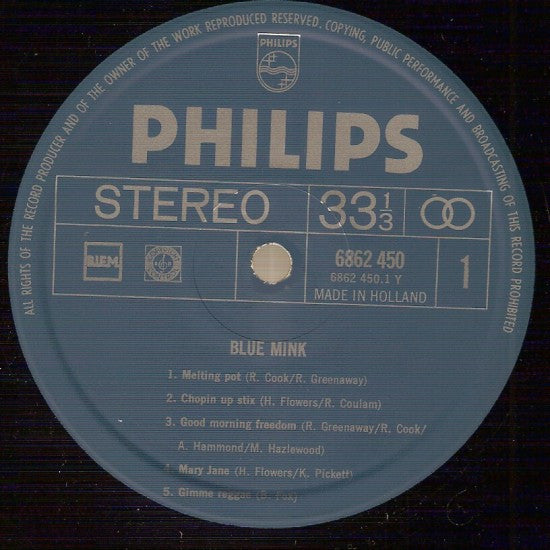 ALL RIGHTS OF THE RECORD PRODUCER AND OF THE OWNER OF THE WORK REPRODUCED RESERVED. COPYING, PUBLIC PERFORMANCE AND BROADCASTING OF THIS RECORD PROHIBITED
PHILIPS
PHILIPS
STEREO 33 1/3
B.I.E.M. 6862 450 1
6862 450.1 Y
MADE IN HOLLAND
BLUE MINK
1. Melting pot (R. Cook/R. Greenaway)
2. Chopin up stix (H. Flowers/R. Coulam)
3. Good morning freedom (R. Greenaway/R. Cook/
A. Hammond/M. Hazlewood)
4. Mary Jane (H. Flowers/K. Pickett)
5. Gimme reggae